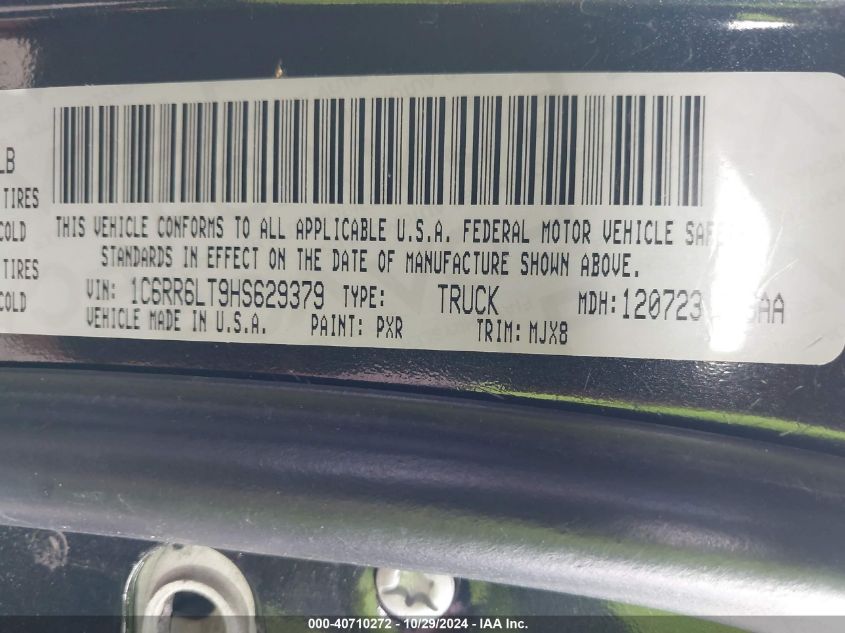 LB
TIRES
COLD
TIRES
COLD
THIS VEHICLE CONFORMS TO ALL APPLICABLE U.S.A. FEDERAL MOTOR VEHICLE
STANDARDS IN EFFECT ON THE DATE OF MANUFACTURE SHOWN ABOVE.
VIN: 1C6RR6LT9HS629379 TYPE: TRUCK MDH:120723
VEHICLE MADE IN U.S.A. PAINT: PXR TRIM: MJX8
000-40710272 - 10/29/2024 - IAA Inc.